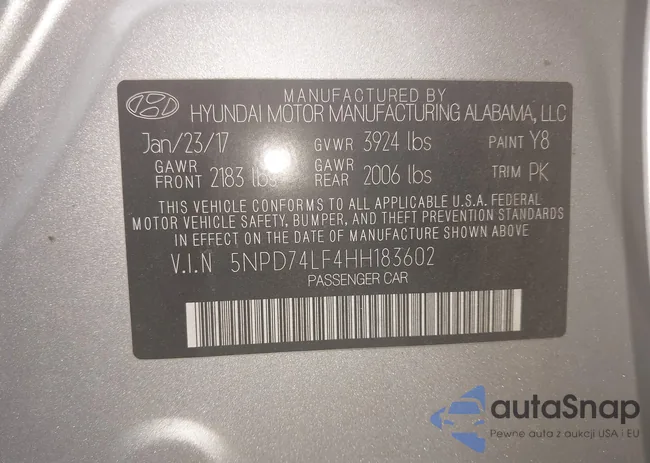 MANUFACTURED BY
HYUNDAI MOTOR MANUFACTURING ALABAMA, LLC
Jan/23/17 GVWR 3924 lbs PAINT Y8
GAWR FRONT 2183 lbs GAWR REAR 2006 lbs TRIM PK
THIS VEHICLE CONFORMS TO ALL APPLICABLE U.S.A. FEDERAL
MOTOR VEHICLE SAFETY, BUMPER, AND THEFT PREVENTION STANDARDS
IN EFFECT ON THE DATE OF MANUFACTURE SHOWN ABOVE
V.I.N 5NPD74LF4HH183602
PASSENGER CAR
autaSnap
Pewne auta z aukcji USA i EU